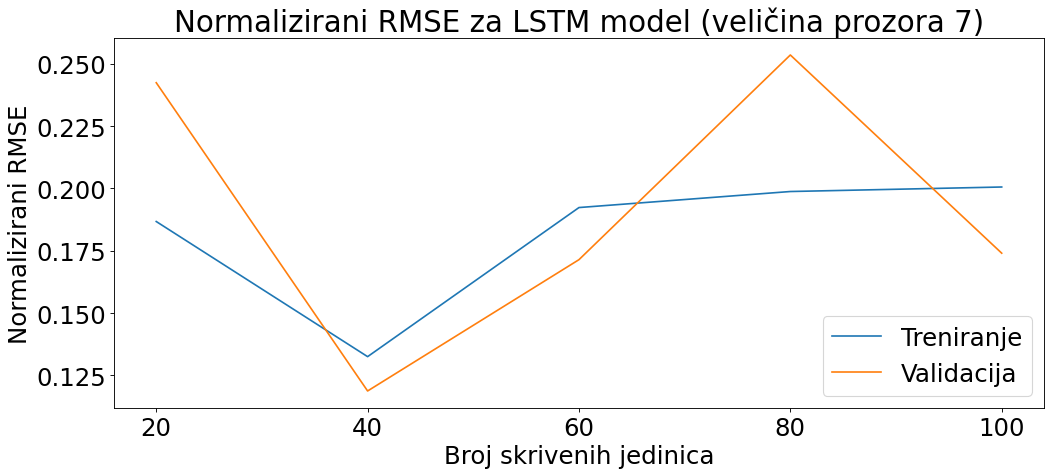 Normalizirani RMSE za LSTM model (veličina prozora 7)
Normalizirani RMSE
0.250
0.225
0.200
0.175
0.150
0.125
20 40 60 80 100
Broj skrivenih jedinica
Treniranje
Validacija